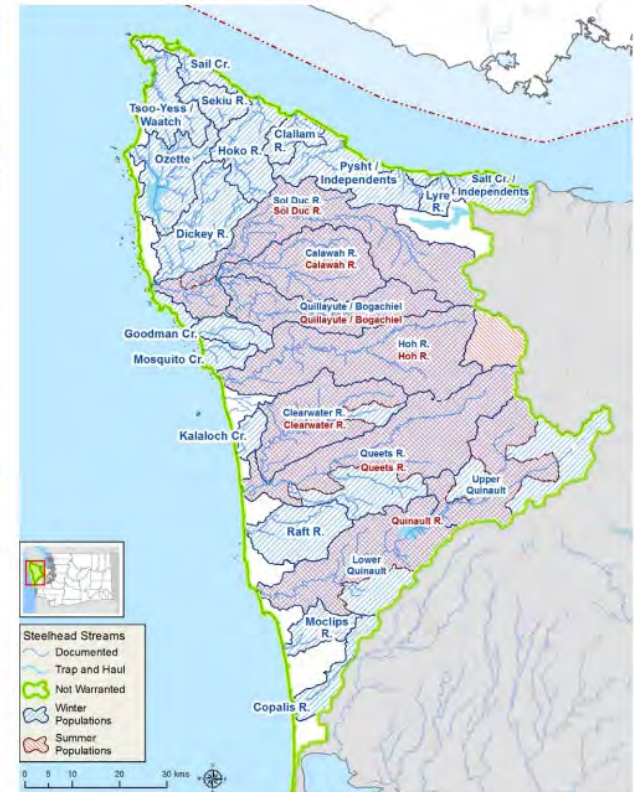 Sail Cr.
Sekiu R.
Tsoo-Yess /
Waatch
Clallam
R.
Hoko R.
Ozette
Pysht /
Independents
Salt Cr. /
Independents
Lyre
R.
Sol Duc R.
Sol Duc R.
Dickey R.
Calawah R.
Calawah R.
Quillayute / Bogachiel
Quillayute / Bogachiel
Goodman Cr.
Hoh R.
Hoh R.
Mosquito Cr.
Clearwater R.
Clearwater R.
Kalaloch Cr.
Queets R.
Queets R.
Upper
Quinault
Quinault R.
Raft R.
Lower
Quinault
Moclips
R.
Copalis R.
Steelhead Streams
Documented
Trap and Haul
Not Warranted
Winter
Populations
Summer
Populations
0 5 10 20 30 kms